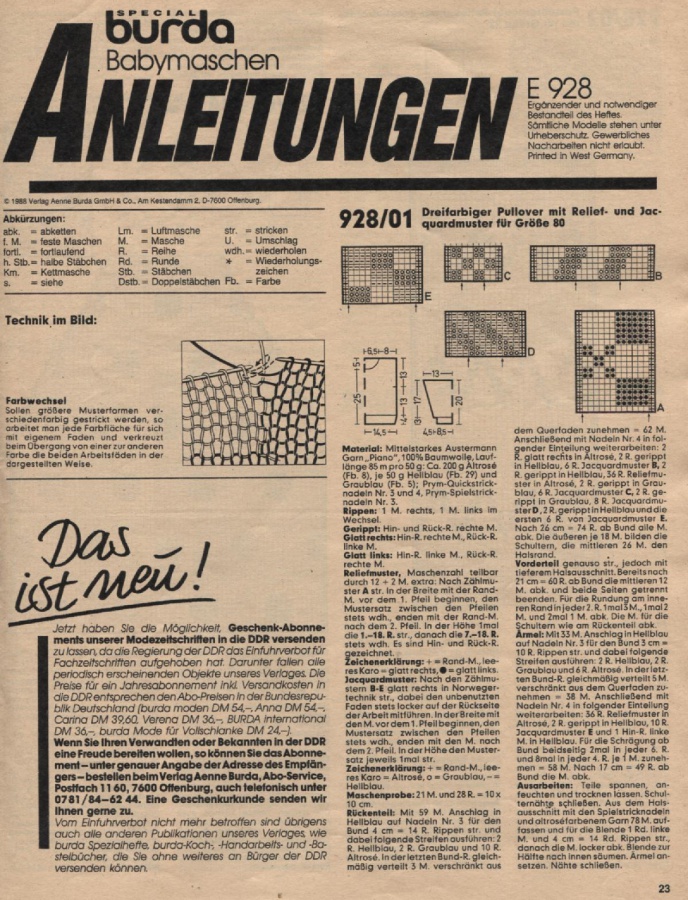 SPECIAL
burda
Babymaschen
ANLEITUNGEN
E 928
Ergänzender und notwendiger
Bestandteil des Heftes.
Sämtliche Modelle stehen unter
Urheberschutz. Gewerbliches
Nacharbeiten nicht erlaubt.
Printed in West Germany.
© 1988 Verlag Aenne Burda GmbH & Co., Am Kestendamm 2, D-7600 Offenburg.
Abkürzungen:
abk. = abketten
f. M. = feste Maschen
fortl. = fortlaufend
h. Stb. = halbe Stäbchen
Km. = Kettmasche
s. = siehe
Lm. = Luftmasche
M. = Masche
R. = Reihe
Rd. = Runde
Stb. = Stäbchen
Dstb. = Doppelstäbchen
str. = stricken
U. = Umschlag
wdh. = wiederholen
* = Wiederholungs-
zeichen
Fb. = Farbe
Technik im Bild:
Farbwechsel
Sollen größere Musterformen ver-
schiedenfarbig gestrickt werden, so
arbeitet man jede Farbfläche für sich
mit eigenem Faden und verkreuzt
beim Übergang von einer zur anderen
Farbe die beiden Arbeitsfäden in der
dargestellten Weise.
Das
ist neu!
Jetzt haben Sie die Möglichkeit, Geschenk-Abonne-
ments unserer Modezeitschriften in die DDR versenden
zu lassen, da die Regierung der DDR das Einfuhrverbot für
Fachzeitschriften aufgehoben hat. Darunter fallen alle
periodisch erscheinenden Objekte unseres Verlages. Die
Preise für ein Jahresabonnement inkl. Versandkosten in
die DDR entsprechen den Abo-Preisen in der Bundesrepu-
blik Deutschland (burda moden DM 54,–, Anna DM 54,–,
Carina DM 39,60, Verena DM 36,–, BURDA international
DM 36,–, burda Mode für Vollschlanke DM 24,–).
Wenn Sie Ihren Verwandten oder Bekannten in der DDR
eine Freude bereiten wollen, so können Sie das Abonne-
ment – unter genauer Angabe der Adresse des Empfän-
gers – bestellen beim Verlag Aenne Burda, Abo-Service,
Postfach 11 60, 7600 Offenburg, auch telefonisch unter
07 81 / 84–62 44. Eine Geschenkurkunde senden wir
Ihnen gerne zu.
Vom Einfuhrverbot nicht mehr betroffen sind übrigens
auch alle anderen Publikationen unseres Verlages, wie
burda Spezialhefte, burda-Koch-, -Handarbeits- und -Ba-
stelbücher, die Sie ohne weiteres an Bürger der DDR
versenden können.
928/01 Dreifarbiger Pullover mit Relief- und Jac-
quardmuster für Größe 80
E
C
B
D
A
6,5 8
5
25
14
13
14,5
13
17
13
4
20
4,5 8,5
Material: Mittelstarkes Austermann
Garn „Piano", 100% Baumwolle, Lauf-
länge 85 m pro 50 g: Ca. 200 g Altrosé
(Fb. 8), je 50 g Hellblau (Fb. 29) und
Graublau (Fb. 5); Prym-Quickstrick-
nadeln Nr. 3 und 4, Prym-Spielstrick-
nadeln Nr. 3.
Rippen: 1 M. rechts, 1 M. links im
Wechsel.
Gerippt: Hin- und Rück-R. rechte M.
Glatt rechts: Hin-R. rechte M., Rück-R.
linke M.
Glatt links: Hin-R. linke M., Rück-R.
rechte M.
Reliefmuster, Maschenzahl teilbar
durch 12 + 2 M. extra: Nach Zählmu-
ster A str. In der Breite mit der Rand-
M. vor dem 1. Pfeil beginnen, den
Mustersatz zwischen den Pfeilen
stets wdh., enden mit der Rand-M.
nach dem 2. Pfeil. In der Höhe 1mal
die 1.–18. R. str., danach die 7.–18. R.
stets wdh. Es sind Hin- und Rück-R.
gezeichnet.
Zeichenerklärung: + = Rand-M., lee-
res Karo = glatt rechts, ● = glatt links.
Jacquardmuster: Nach den Zählmu-
stern B-E glatt rechts in Norweger-
technik str., dabei den unbenutzten
Faden stets locker auf der Rückseite
der Arbeit mitführen. In der Breite mit
den M. vor dem 1. Pfeil beginnen, den
Mustersatz zwischen den Pfeilen
stets wdh., enden mit den M. nach
dem 2. Pfeil. In der Höhe den Muster-
satz jeweils 1mal str.
Zeichenerklärung: + = Rand-M., lee-
res Karo = Altrosé, o = Graublau, – =
Hellblau.
Maschenprobe: 21 M. und 28 R. = 10 x
10 cm.
Rückenteil: Mit 59 M. Anschlag in
Hellblau auf Nadeln Nr. 3 für den
Bund 4 cm = 14 R. Rippen str. und
dabei folgende Streifen ausführen: 2
R. Hellblau, 2 R. Graublau und 10 R.
Altrosé. In der letzten Bund-R. gleich-
mäßig verteilt 3 M. verschränkt aus
dem Querfaden zunehmen = 62 M.
Anschließend mit Nadeln Nr. 4 in fol-
gender Einteilung weiterarbeiten: 2
R. glatt rechts in Altrosé, 2 R. gerippt
in Hellblau, 6 R. Jacquardmuster B, 2
R. gerippt in Hellblau, 36 R. Reliefmu-
ster in Altrosé, 2 R. gerippt in Grau-
blau, 6 R. Jacquardmuster C, 2 R. ge-
rippt in Graublau, 8 R. Jacquardmu-
ster D, 2 R. gerippt in Hellblau und die
ersten 6 R. von Jacquardmuster E.
Nach 26 cm = 74 R. ab Bund alle M.
abk. Die äußeren je 18 M. bilden die
Schultern, die mittleren 26 M. den
Halsrand.
Vorderteil genauso str., jedoch mit
tieferem Halsausschnitt. Bereits nach
21 cm = 60 R. ab Bund die mittleren 12
M. abk. und beide Seiten getrennt
beenden. Für die Rundung am inne-
ren Rand in jeder 2. R. 1mal 3 M., 1mal 2
M. und 2mal 1 M. abk. Die M. für die
Schultern wie am Rückenteil abk.
Ärmel: Mit 33 M. Anschlag in Hellblau
auf Nadeln Nr. 3 für den Bund 3 cm =
10 R. Rippen str. und dabei folgende
Streifen ausführen: 2 R. Hellblau, 2 R.
Graublau und 6 R. Altrosé. In der letz-
ten Bund-R. gleichmäßig verteilt 5 M.
verschränkt aus dem Querfaden zu-
nehmen = 38 M. Anschließend mit
Nadeln Nr. 4 in folgender Einteilung
weiterarbeiten: 36 R. Reliefmuster in
Altrosé, 2 R. gerippt in Hellblau, 10 R.
Jacquardmuster E und 1 Hin-R. linke
M. in Hellblau. Für die Schrägung ab
Bund beidseitig 2mal in jeder 6. R.
und 8mal in jeder 4. R. je 1 M. zuneh-
men = 58 M. Nach 17 cm = 49 R. ab
Bund die M. abk.
Ausarbeiten: Teile spannen, an-
feuchten und trocknen lassen. Schul-
ternähte schließen. Aus dem Hals-
ausschnitt mit den Spielstricknadeln
und altroséfarbenem Garn 78 M. auf-
fassen und für die Blende 1 Rd. linke
M. und 4 cm = 14 Rd. Rippen str.,
danach die M. locker abk. Blende zur
Hälfte nach innen säumen. Ärmel an-
setzen. Nähte schließen.
23